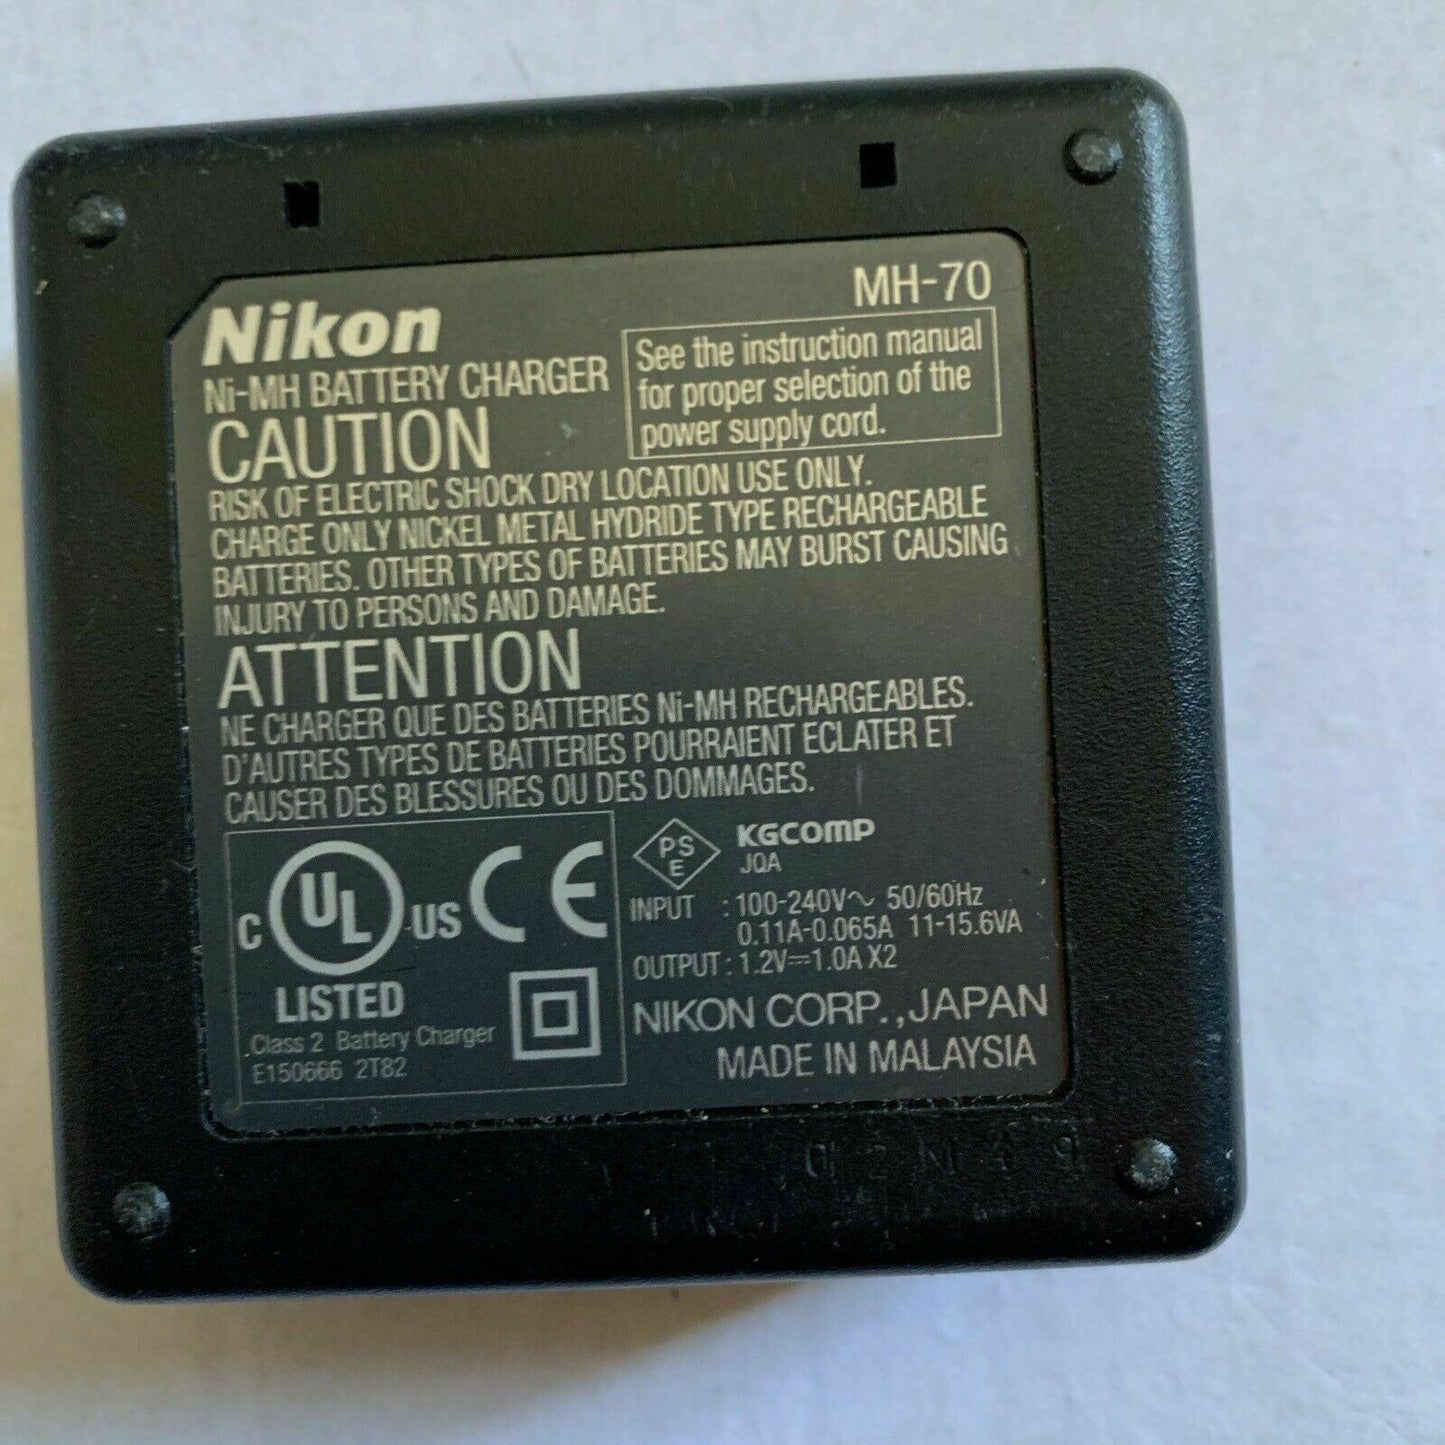 MH-70
Nikon
Ni-MH BATTERY CHARGER
See the instruction manual
for proper selection of the
power supply cord.
CAUTION
RISK OF ELECTRIC SHOCK DRY LOCATION USE ONLY.
CHARGE ONLY NICKEL METAL HYDRIDE TYPE RECHARGEABLE
BATTERIES. OTHER TYPES OF BATTERIES MAY BURST CAUSING
INJURY TO PERSONS AND DAMAGE.
ATTENTION
NE CHARGER QUE DES BATTERIES Ni-MH RECHARGEABLES.
D'AUTRES TYPES DE BATTERIES POURRAIENT ECLATER ET
CAUSER DES BLESSURES OU DES DOMMAGES.
C UL US CE
LISTED
Class 2 Battery Charger
E150666 2T82
PS
E
KGCOMP
JQA
INPUT : 100-240V~ 50/60Hz
0.11A-0.065A 11-15.6VA
OUTPUT : 1.2V⎓1.0A X2
NIKON CORP.,JAPAN
MADE IN MALAYSIA